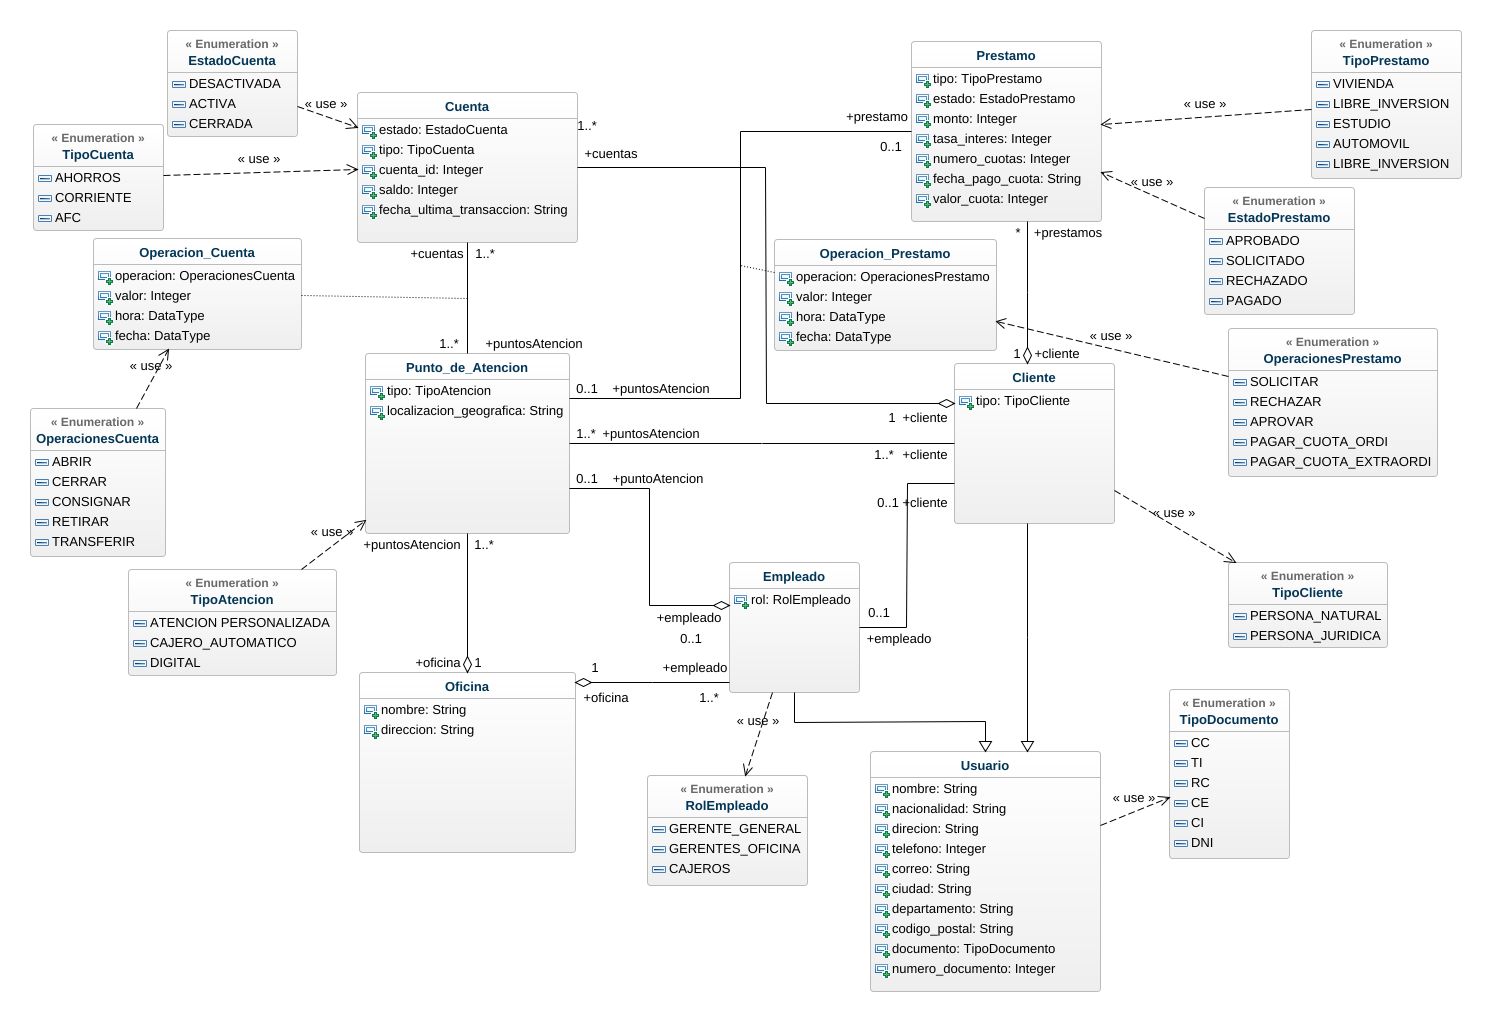 « Enumeration »
EstadoCuenta
DESACTIVADA
ACTIVA
CERRADA
« use »
« Enumeration »
TipoCuenta
AHORROS
CORRIENTE
AFC
« use »
Cuenta
estado: EstadoCuenta
tipo: TipoCuenta
cuenta_id: Integer
saldo: Integer
fecha_ultima_transaccion: String
1..*
+cuentas
+cuentas
1..*
Prestamo
tipo: TipoPrestamo
estado: EstadoPrestamo
monto: Integer
tasa_interes: Integer
numero_cuotas: Integer
fecha_pago_cuota: String
valor_cuota: Integer
+prestamo
0..1
* +prestamos
« use »
« Enumeration »
TipoPrestamo
VIVIENDA
LIBRE_INVERSION
ESTUDIO
AUTOMOVIL
LIBRE_INVERSION
« use »
« Enumeration »
EstadoPrestamo
APROBADO
SOLICITADO
RECHAZADO
PAGADO
Operacion_Cuenta
operacion: OperacionesCuenta
valor: Integer
hora: DataType
fecha: DataType
« use »
Operacion_Prestamo
operacion: OperacionesPrestamo
valor: Integer
hora: DataType
fecha: DataType
« use »
« Enumeration »
OperacionesPrestamo
SOLICITAR
RECHAZAR
APROVAR
PAGAR_CUOTA_ORDI
PAGAR_CUOTA_EXTRAORDI
« Enumeration »
OperacionesCuenta
ABRIR
CERRAR
CONSIGNAR
RETIRAR
TRANSFERIR
1..* +puntosAtencion
Punto_de_Atencion
tipo: TipoAtencion
localizacion_geografica: String
0..1 +puntosAtencion
1..* +puntosAtencion
0..1 +puntoAtencion
+puntosAtencion 1..*
1 +cliente
Cliente
tipo: TipoCliente
1 +cliente
1..* +cliente
0..1 +cliente
« use »
« use »
« Enumeration »
TipoAtencion
ATENCION PERSONALIZADA
CAJERO_AUTOMATICO
DIGITAL
« Enumeration »
TipoCliente
PERSONA_NATURAL
PERSONA_JURIDICA
Empleado
rol: RolEmpleado
+empleado
0..1
0..1
+empleado
+oficina 1
1
+empleado
+oficina
1..*
Oficina
nombre: String
direccion: String
« use »
« Enumeration »
RolEmpleado
GERENTE_GENERAL
GERENTES_OFICINA
CAJEROS
Usuario
nombre: String
nacionalidad: String
direcion: String
telefono: Integer
correo: String
ciudad: String
departamento: String
codigo_postal: String
documento: TipoDocumento
numero_documento: Integer
« use »
« Enumeration »
TipoDocumento
CC
TI
RC
CE
CI
DNI